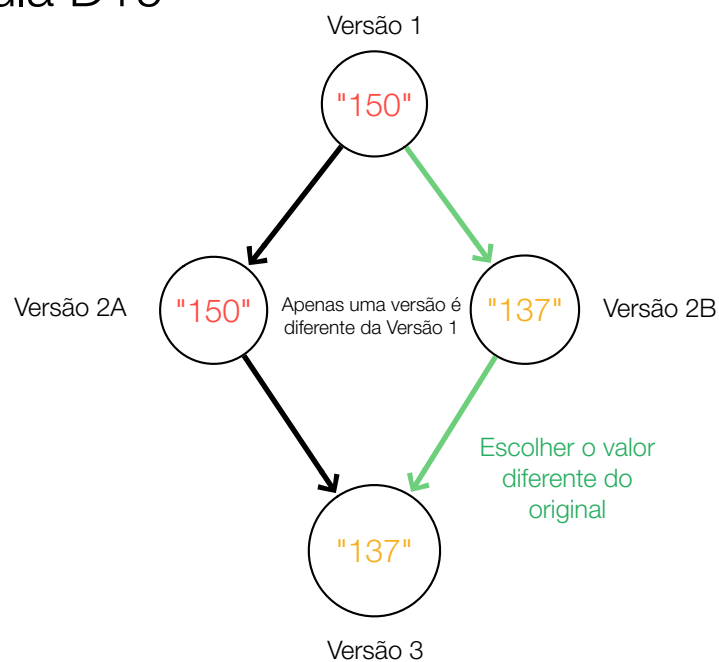 Versão 1
"150"
Versão 2A
"150"
Apenas uma versão é
diferente da Versão 1
"137"
Versão 2B
Escolher o valor
diferente do
original
"137"
Versão 3